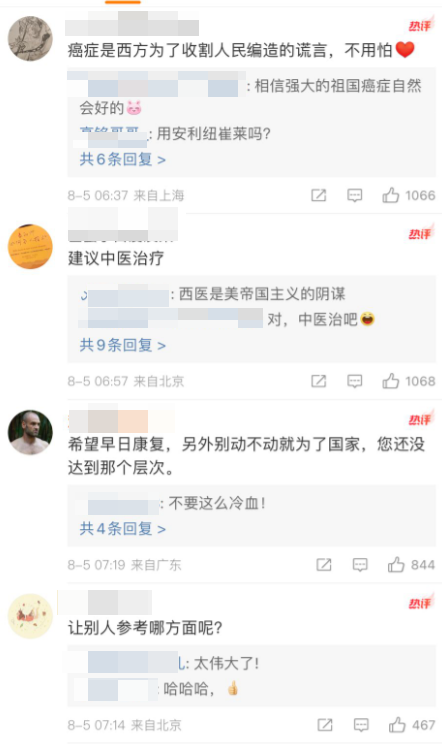 热评
癌症是西方为了收割人民编造的谎言，不用怕❤️
: 相信强大的祖国癌症自然
会好的
: 用安利纽崔莱吗?
共6条回复 >
8-5 06:37 来自上海
1066
热评
建议中医治疗
: 西医是美帝国主义的阴谋
对，中医治吧
共9条回复 >
8-5 06:57 来自北京
1068
热评
希望早日康复，另外别动不动就为了国家，您还没
达到那个层次。
: 不要这么冷血!
共4条回复 >
8-5 07:19 来自广东
844
热评
让别人参考哪方面呢?
: 太伟大了!
: 哈哈哈，👍
8-5 07:14 来自北京
467